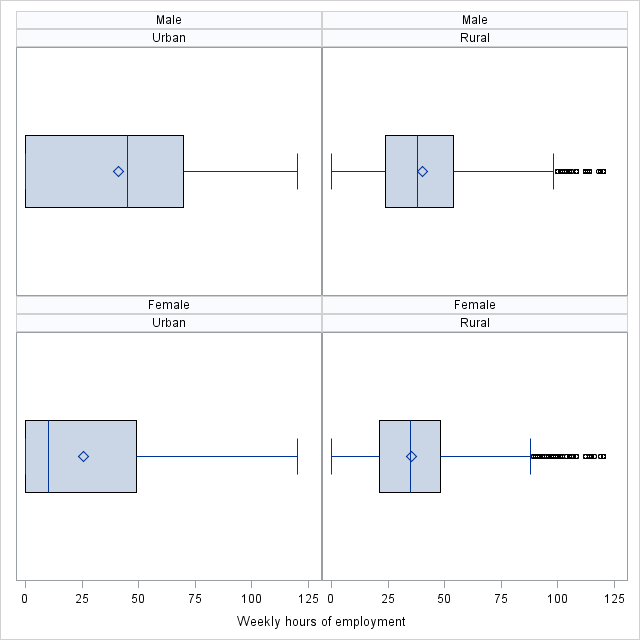 Male Male
Urban Rural
Female Female
Urban Rural
0 25 50 75 100 125 0 25 50 75 100 125
Weekly hours of employment